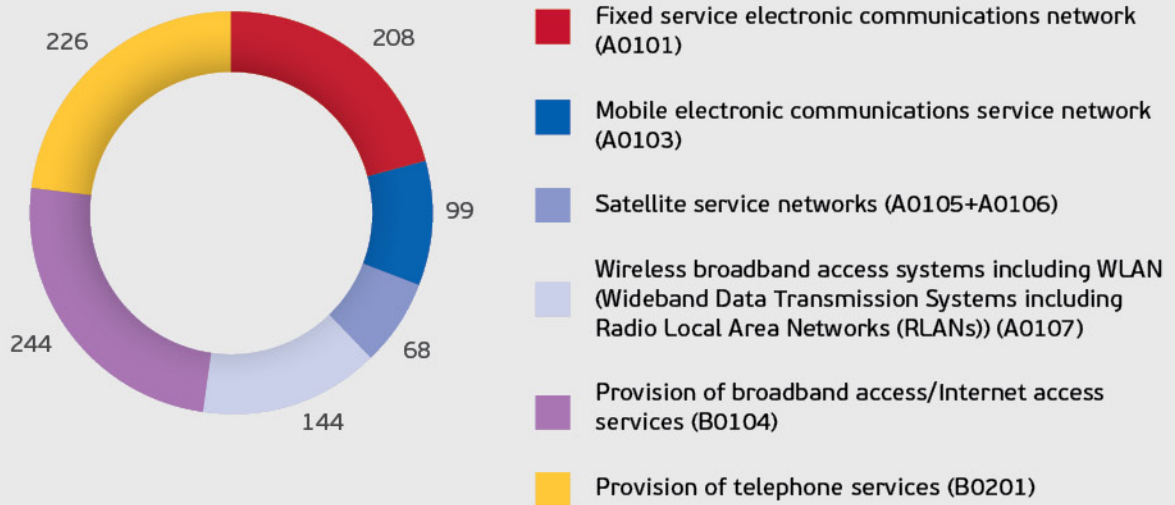 226
208
99
68
144
244
Fixed service electronic communications network
(A0101)
Mobile electronic communications service network
(A0103)
Satellite service networks (A0105+A0106)
Wireless broadband access systems including WLAN
(Wideband Data Transmission Systems including
Radio Local Area Networks (RLANs)) (A0107)
Provision of broadband access/Internet access
services (B0104)
Provision of telephone services (B0201)